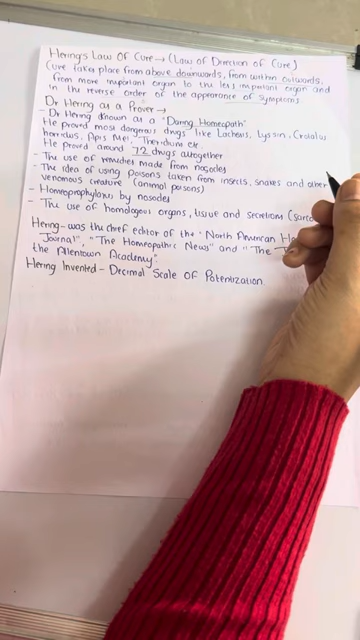 Hering's Law Of Cure → (Law of Direction of Cure)
Cure takes place from above downwards, from within outwards,
from more important organ to the less important organ and
in the reverse order of the appearance of symptoms.
Dr Hering as a Prover →
- Dr Hering known as a "Daring Homeopath"
He proved most dangerous drugs like Lachesis, Lyssin, Crotalus
horridus, Apis Mel, Theridium etc.
He proved around 72 drugs altogether
- The use of remedies made from nosodes
- The idea of using poisons taken from insects, snakes and other
venomous creature (animal poisons)
- Homeoprophylaxis by nosodes
- The use of homologous organs, tissue and secretions (Sarco
Hering - was the chief editor of the "North American Ho
Journal", "The Homeopathic News" and "The
the Allentown Academy".
Hering Invented - Decimal Scale of Potentization